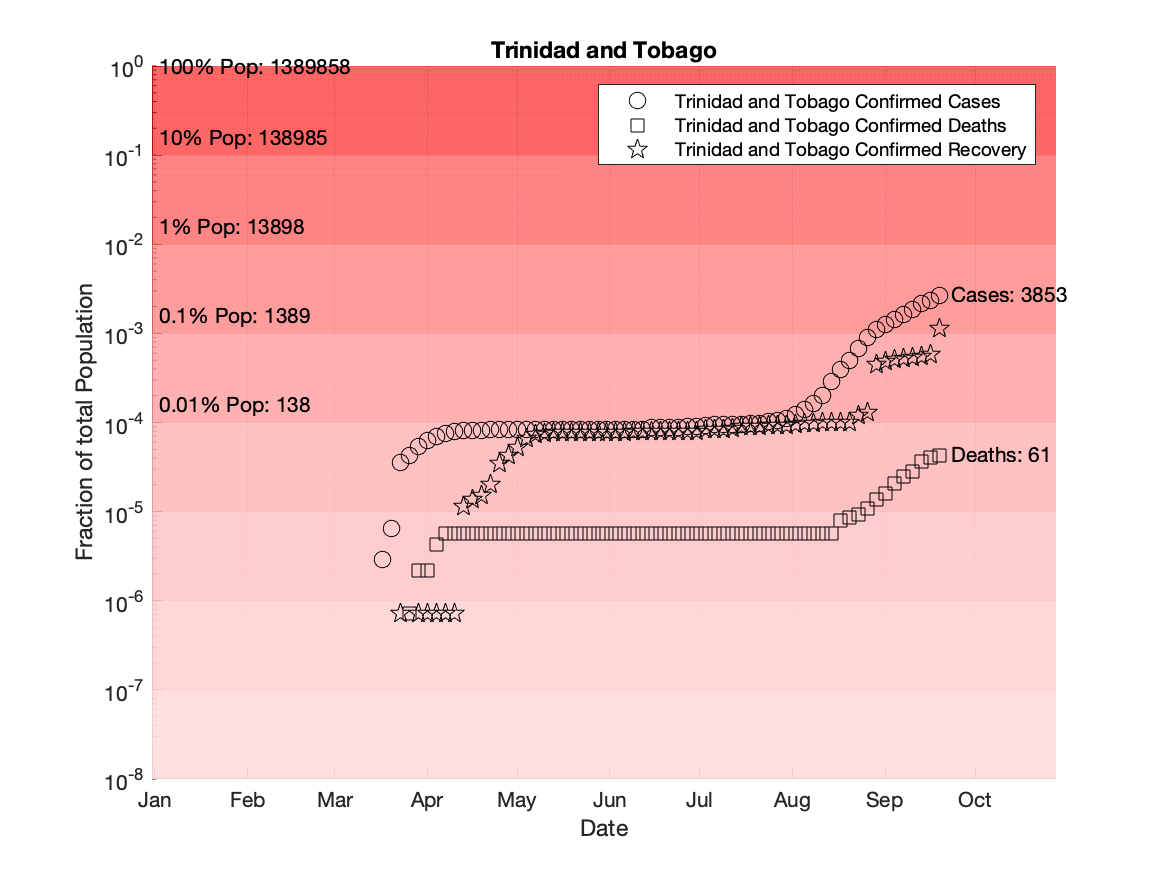 Trinidad and Tobago
10^0
100% Pop: 1389858
Trinidad and Tobago Confirmed Cases
Trinidad and Tobago Confirmed Deaths
Trinidad and Tobago Confirmed Recovery
10% Pop: 138985
10^-1
1% Pop: 13898
10^-2
Cases: 3853
0.1% Pop: 1389
10^-3
0.01% Pop: 138
10^-4
Deaths: 61
10^-5
10^-6
10^-7
10^-8
Fraction of total Population
Jan Feb Mar Apr May Jun Jul Aug Sep Oct
Date